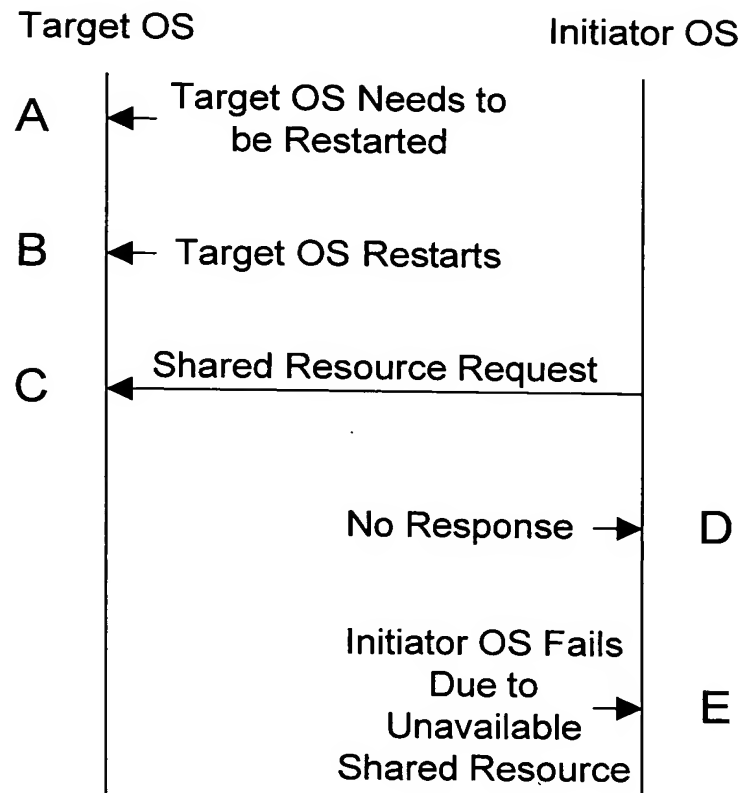 Target OS
Initiator OS
A
Target OS Needs to
be Restarted
B
Target OS Restarts
C
Shared Resource Request
No Response
D
Initiator OS Fails
Due to
Unavailable
Shared Resource
E